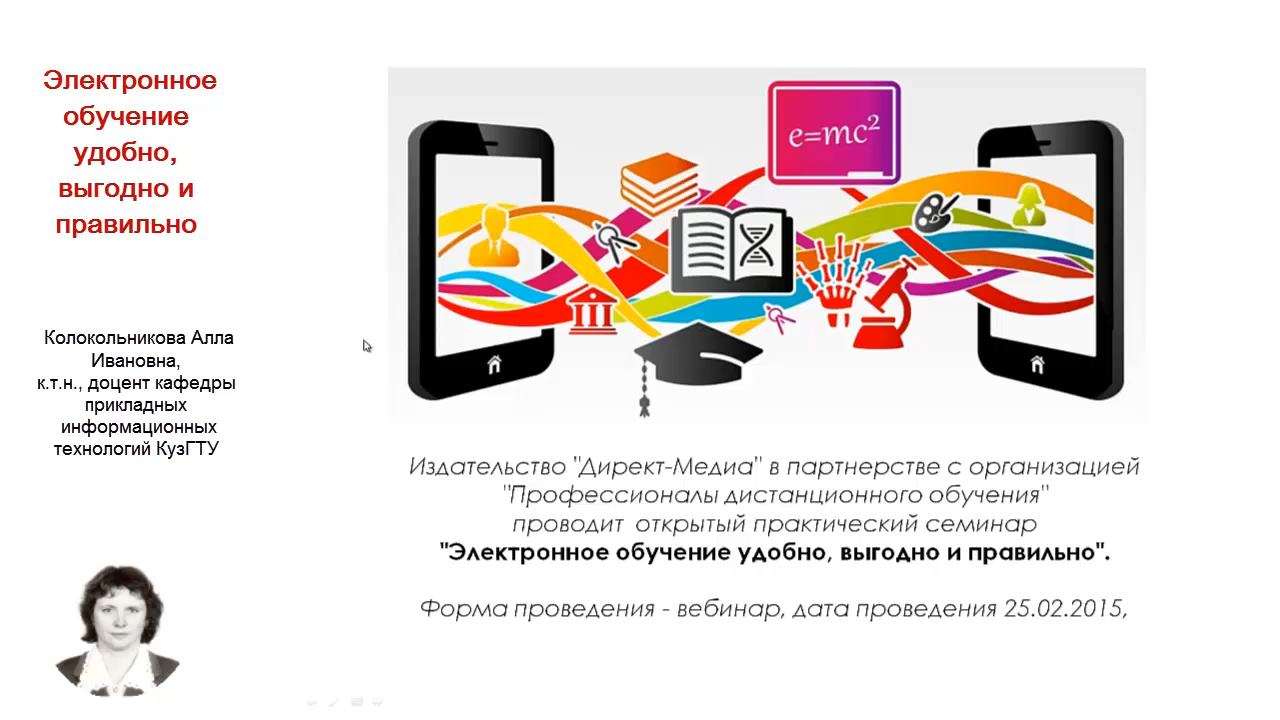 Электронное
обучение
удобно,
выгодно и
правильно
Колокольникова Алла
Ивановна,
к.т.н., доцент кафедры
прикладных
информационных
технологий КузГТУ
e=mc²
Издательство "Директ-Медиа" в партнерстве с организацией
"Профессионалы дистанционного обучения"
проводит открытый практический семинар
"Электронное обучение удобно, выгодно и правильно".
Форма проведения - вебинар, дата проведения 25.02.2015,